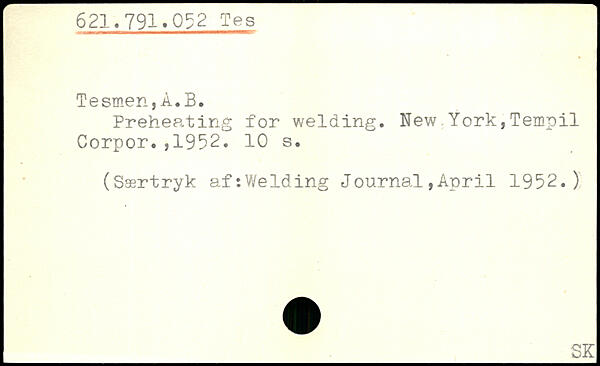 621.791.052 Tes
Tesmen,A.B.
Preheating for welding. New York,Tempil
Corpor.,1952. 10 s.
(Særtryk af:Welding Journal,April 1952.)
SK